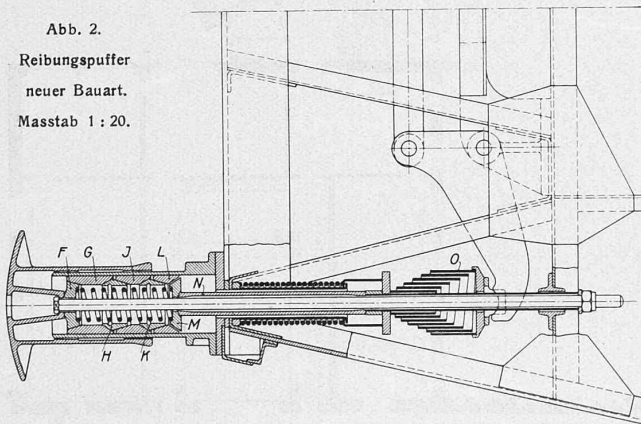 Abb. 2.
Reibungspuffer
neuer Bauart.
Masstab 1 : 20.
F G J L
N
O
M
H K